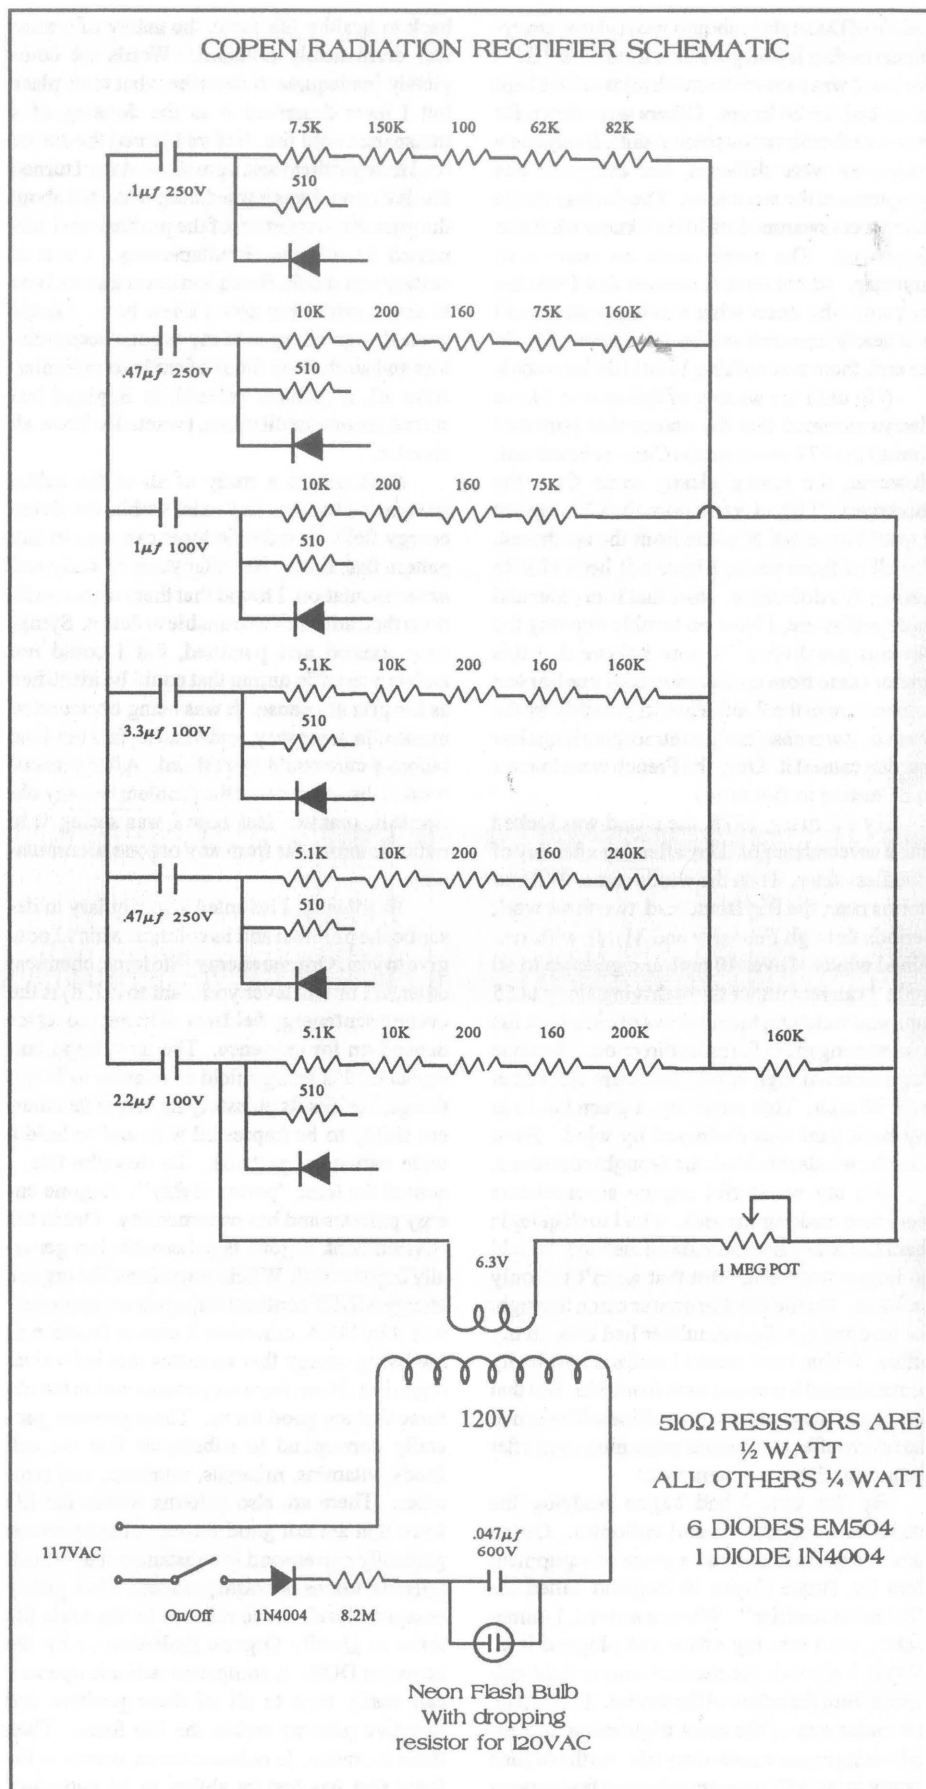 COPEN RADIATION RECTIFIER SCHEMATIC
75K 150K 100 62K 82K
.1µf 250V
510
10K 200 160 75K 160K
.47µf 250V
510
10K 200 160 75K
1µf 100V
510
5.1K 10K 200 160 160K
3.3µf 100V
510
5.1K 10K 200 160 240K
.47µf 250V
510
5.1K 10K 200 160 200K
160K
2.2µf 100V
510
6.3V
1 MEG POT
120V
510Ω RESISTORS ARE
½ WATT
ALL OTHERS ¼ WATT
6 DIODES EM504
1 DIODE 1N4004
117VAC
.047µf
600V
On/Off
1N4004
8.2M
Neon Flash Bulb
With dropping
resistor for 120VAC